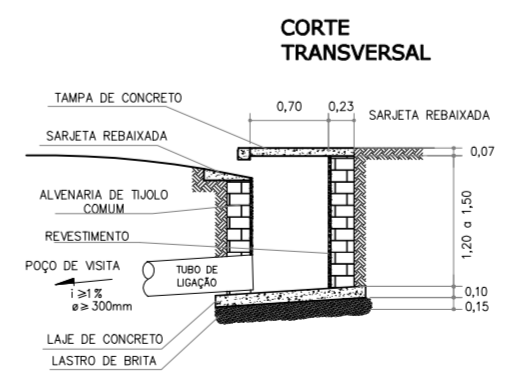 CORTE
TRANSVERSAL
TAMPA DE CONCRETO
0,70
0,23
SARJETA REBAIXADA
SARJETA REBAIXADA
0,07
ALVENARIA DE TIJOLO
COMUM
1,20 a 1,50
REVESTIMENTO
POÇO DE VISITA
TUBO DE
LIGAÇÃO
i ≥1%
ø≥ 300mm
0,10
0,15
LAJE DE CONCRETO
LASTRO DE BRITA